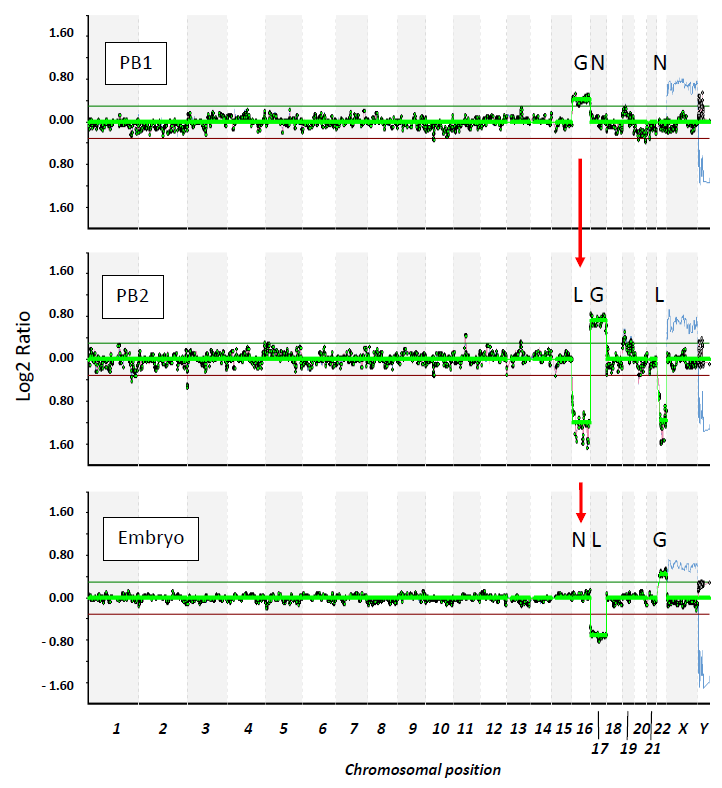 1.60
PB1
G N N
0.80
0.00
0.80
1.60
1.60
PB2
L G L
0.80
0.00
0.80
1.60
Log2 Ratio
1.60
Embryo
N L G
0.80
0.00
- 0.80
- 1.60
1 2 3 4 5 6 7 8 9 10 11 12 13 14 15 16 18 20 22 X Y
17 19 21
Chromosomal position